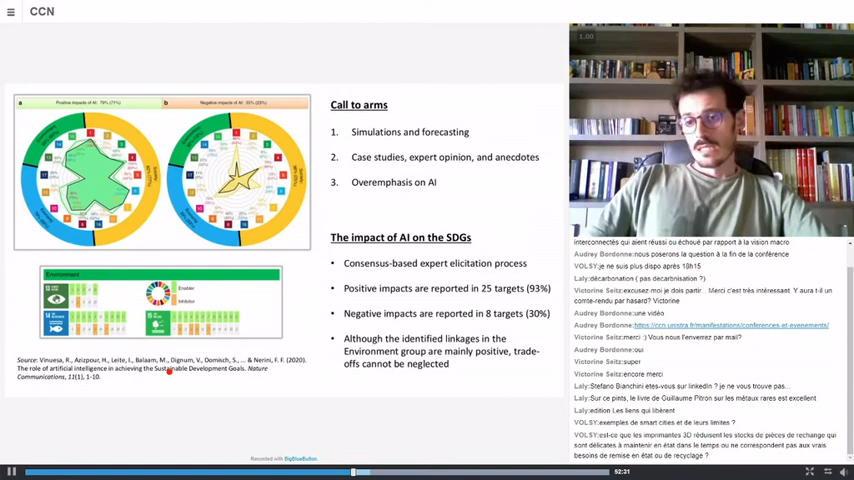 CCN
a Positive impacts of AI: 79% (71%)
b Negative impacts of AI: 35% (23%)
Environment
Enabler
Inhibitor
Source: Vinuesa, R., Azizpour, H., Leite, I., Balaam, M., Dignum, V., Domisch, S., ... & Nerini, F. F. (2020).
The role of artificial intelligence in achieving the Sustainable Development Goals. Nature
Communications, 11(1), 1-10.
Call to arms
1. Simulations and forecasting
2. Case studies, expert opinion, and anecdotes
3. Overemphasis on AI
The impact of AI on the SDGs
• Consensus-based expert elicitation process
• Positive impacts are reported in 25 targets (93%)
• Negative impacts are reported in 8 targets (30%)
• Although the identified linkages in the
Environment group are mainly positive, trade-
offs cannot be neglected
1.00
interconnectés qui aient réussi ou échoué par rapport à la vision macro
Audrey Bordonne:nous poserons la question à la fin de la conférence
VOLSY:je ne suis plus dispo après 18h15
Laly:décarbonation ( pas decarbnisation ?)
Victorine Seitz:excusez-moi je dois partir... Merci c'est très intéressant. Y aura t-il un
comte-rendu par hasard? Victorine
Audrey Bordonne:une vidéo
Audrey Bordonne:https://ccn.unistra.fr/manifestations/conferences-et-evenements/
Victorine Seitz:merci :) Vous nous l'enverrez par mail?
Audrey Bordonne:oui
Victorine Seitz:super
Victorine Seitz:encore merci
Laly:Stefano Bianchini etes-vous sur linkedIn ? je ne vous trouve pas...
Laly:Sur ce pints, le livre de Guillaume Pitron sur les métaux rares est excellent
Laly:edition Les liens qui libèrent
VOLSY:exemples de smart cities et de leurs limites ?
VOLSY:est-ce que les imprimantes 3D réduisent les stocks de pièces de rechange qui
sont délicates à maintenir en état dans le temps ou ne correspondent pas aux vrais
besoins de remise en état ou de recyclage ?
Recorded with BigBlueButton.
52:31